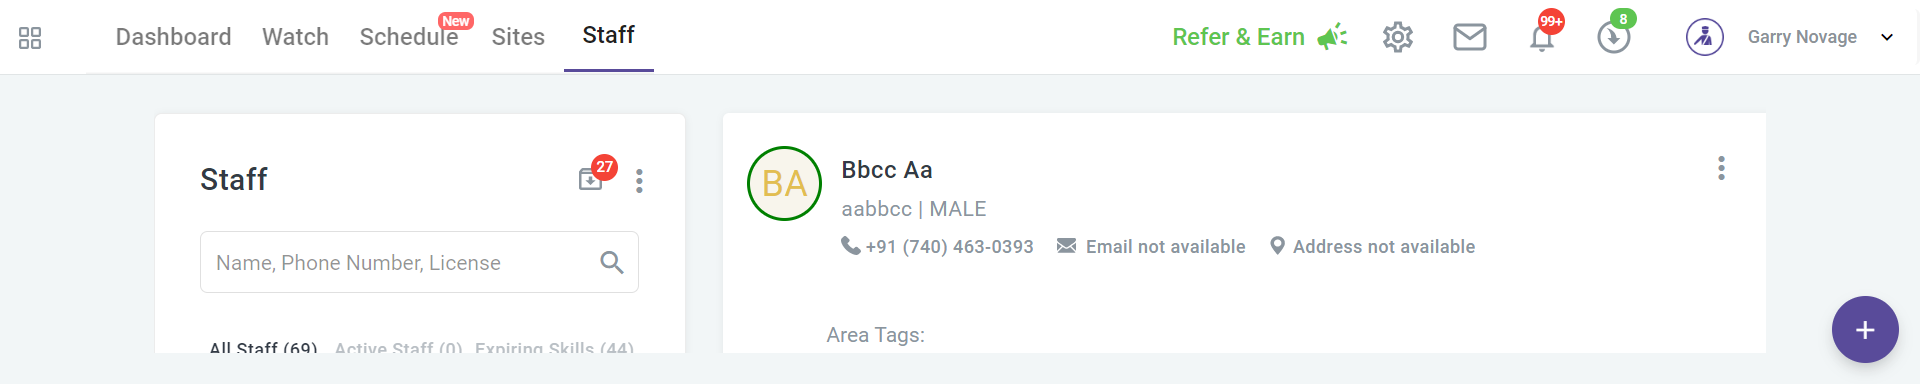 Dashboard Watch Schedule New Sites Staff Refer & Earn 99+ 8 Garry Novage
Staff 27
Name, Phone Number, License
All Staff (69) Active Staff (0) Expiring Skills (44)
BA Bbcc Aa
aabbcc | MALE
+91 (740) 463-0393 Email not available Address not available
Area Tags:
+